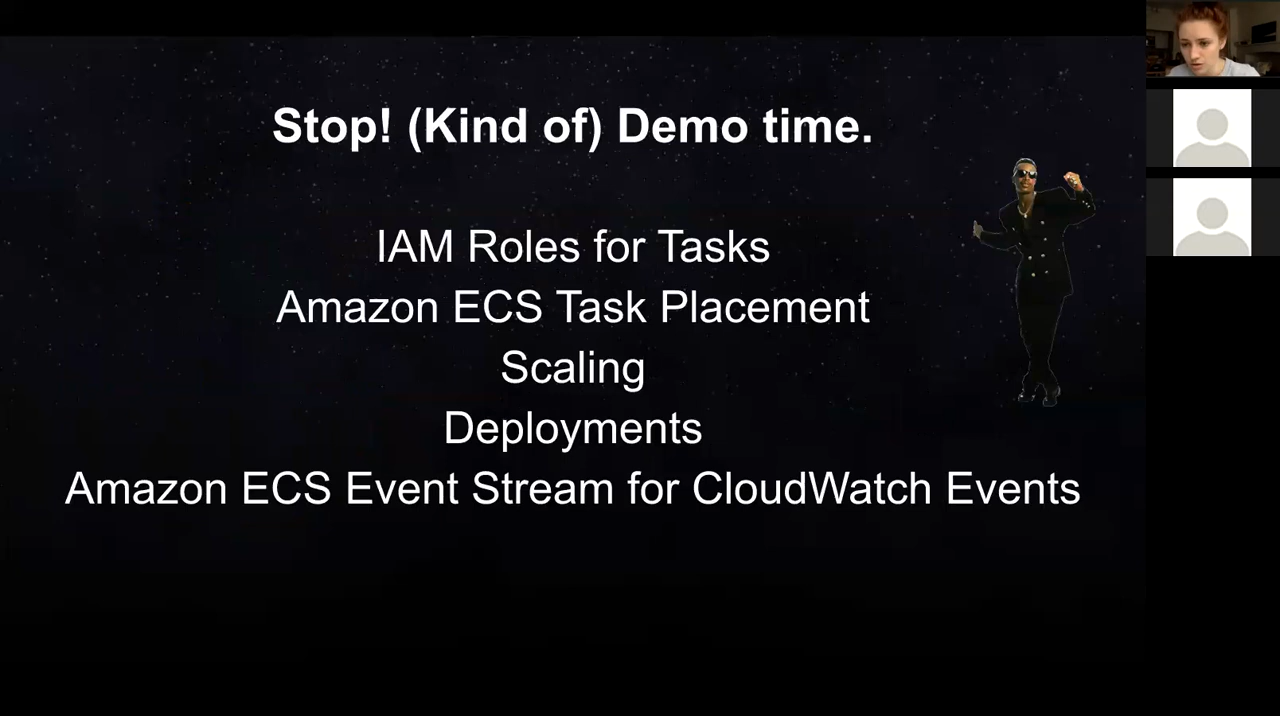 Stop! (Kind of) Demo time.
IAM Roles for Tasks
Amazon ECS Task Placement
Scaling
Deployments
Amazon ECS Event Stream for CloudWatch Events